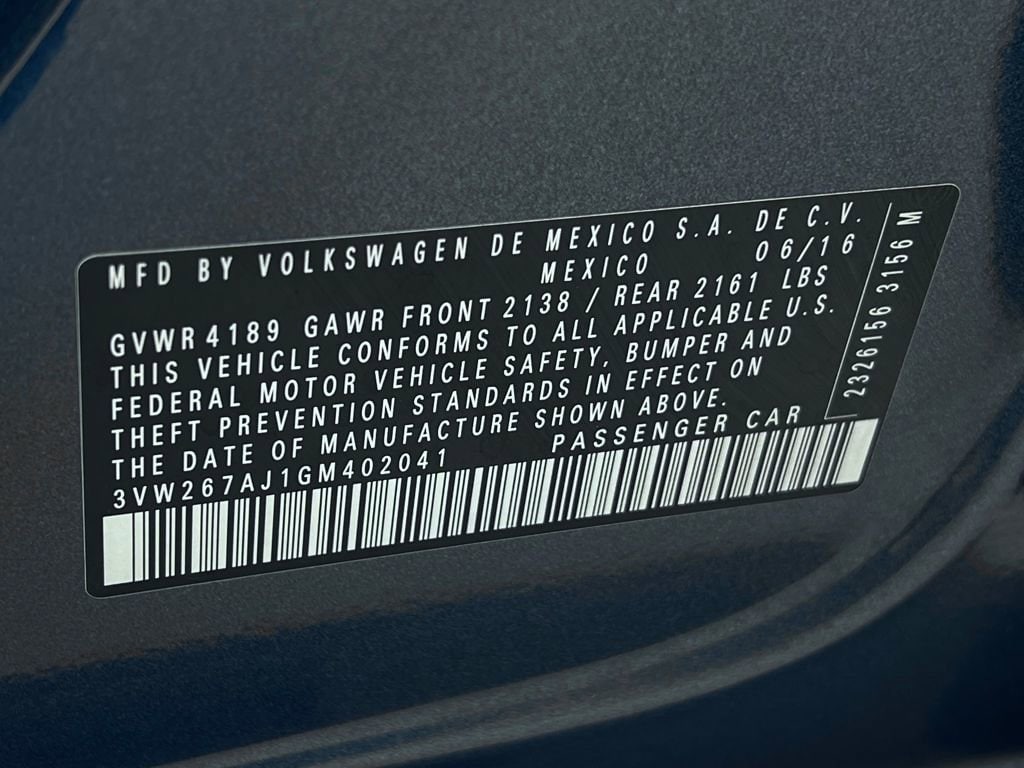 MFD BY VOLKSWAGEN DE MEXICO S.A. DE C.V.
MEXICO 06/16
GVWR 4189 GAWR FRONT 2138 / REAR 2161 LBS
THIS VEHICLE CONFORMS TO ALL APPLICABLE U.S.
FEDERAL MOTOR VEHICLE SAFETY, BUMPER AND
THEFT PREVENTION STANDARDS IN EFFECT ON
THE DATE OF MANUFACTURE SHOWN ABOVE.
3VW267AJ1GM402041 PASSENGER CAR
2326156 3156 M